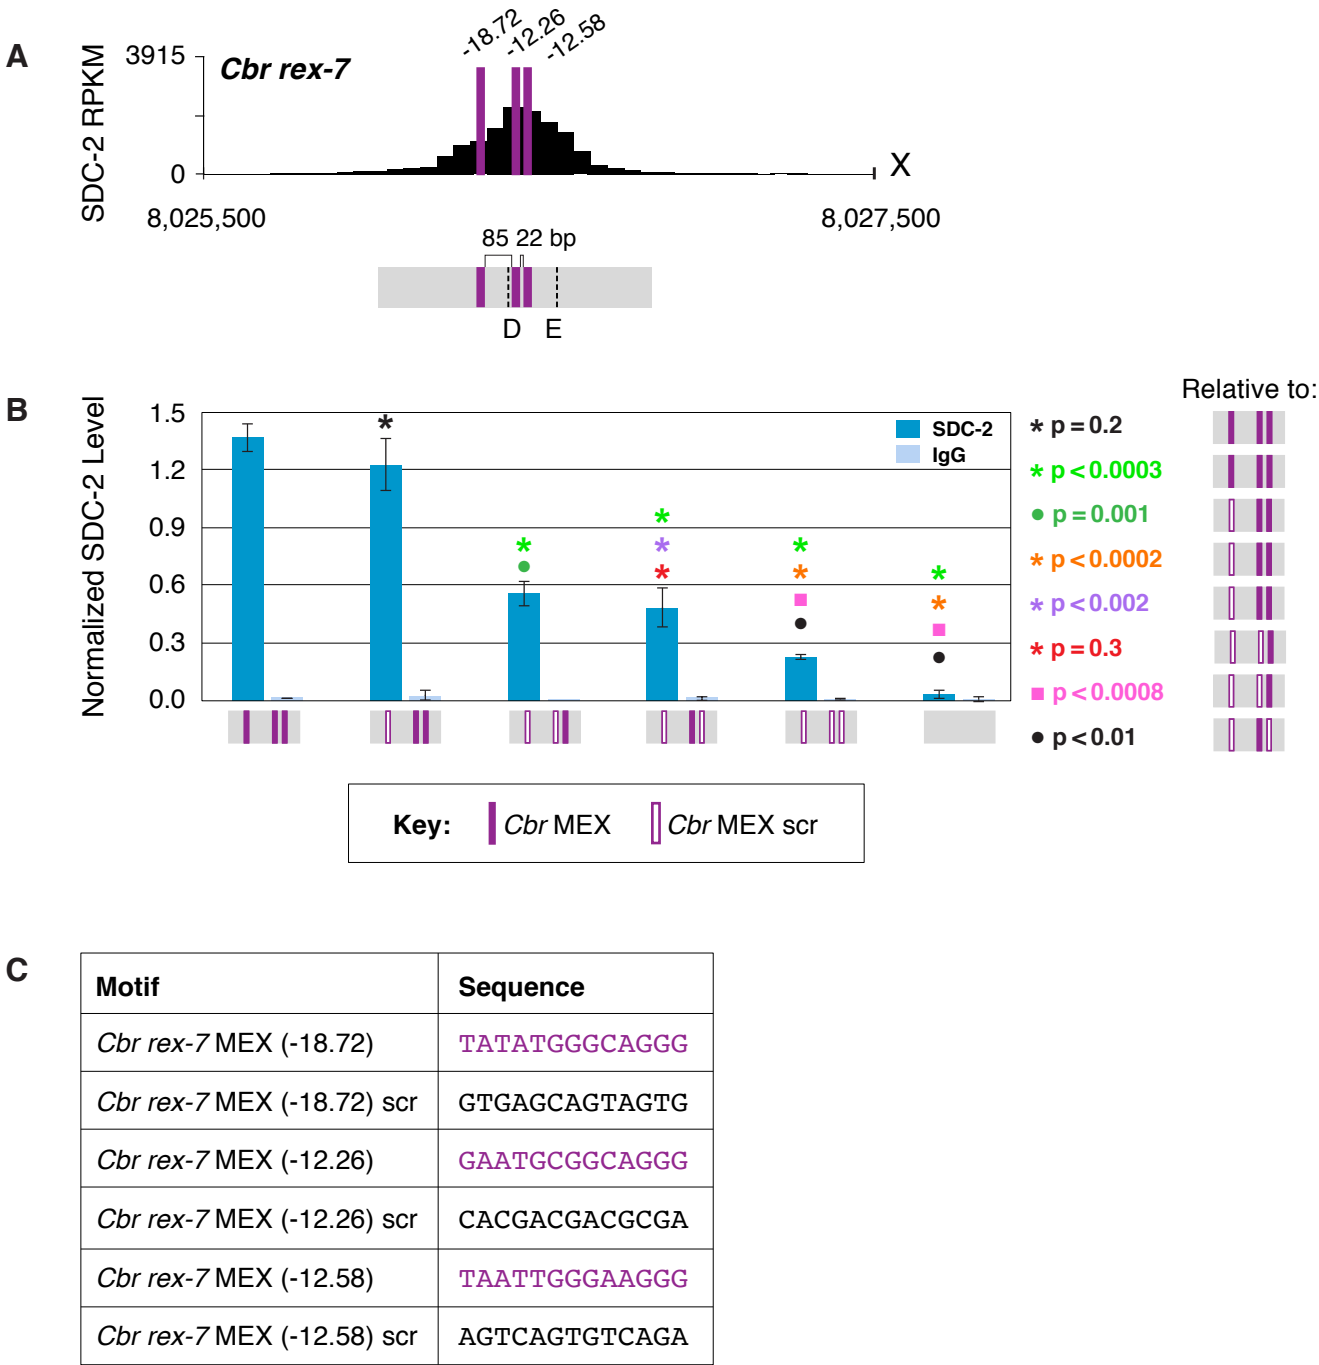 A
SDC-2 RPKM
3915
0
Cbr rex-7
-18.72
-12.26
-12.58
X
8,025,500
8,027,500
85 22 bp
D E
B
Normalized SDC-2 Level
1.5
1.2
0.9
0.6
0.3
0.0
*
* ●
* * *
* * ■ ●
* * ■ ●
SDC-2
IgG
Relative to:
* p = 0.2
* p < 0.0003
● p = 0.001
* p < 0.0002
* p < 0.002
* p = 0.3
■ p < 0.0008
● p < 0.01
Key: Cbr MEX Cbr MEX scr
C
Motif Sequence
Cbr rex-7 MEX (-18.72) TATATGGGCAGGG
Cbr rex-7 MEX (-18.72) scr GTGAGCAGTAGTG
Cbr rex-7 MEX (-12.26) GAATGCGGCAGGG
Cbr rex-7 MEX (-12.26) scr CACGACGACGCGA
Cbr rex-7 MEX (-12.58) TAATTGGGAAGGG
Cbr rex-7 MEX (-12.58) scr AGTCAGTGTCAGA